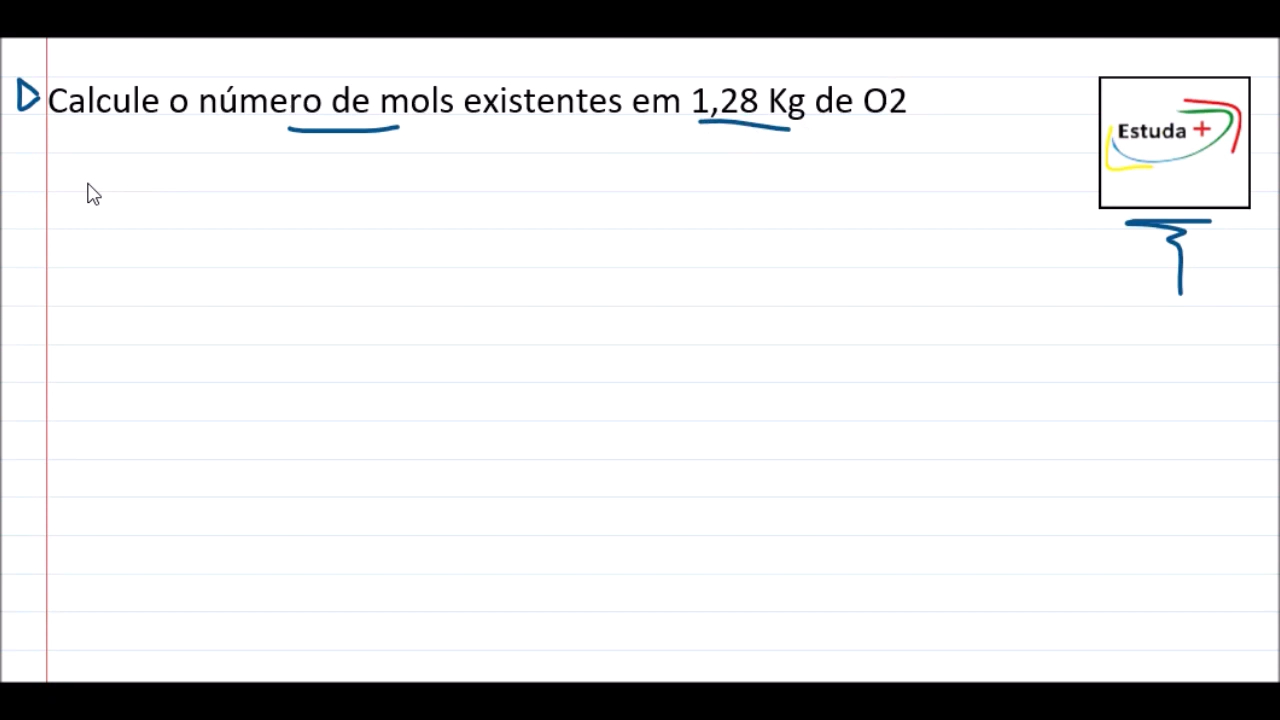 Calcule o número de mols existentes em 1,28 Kg de O2
Estuda +